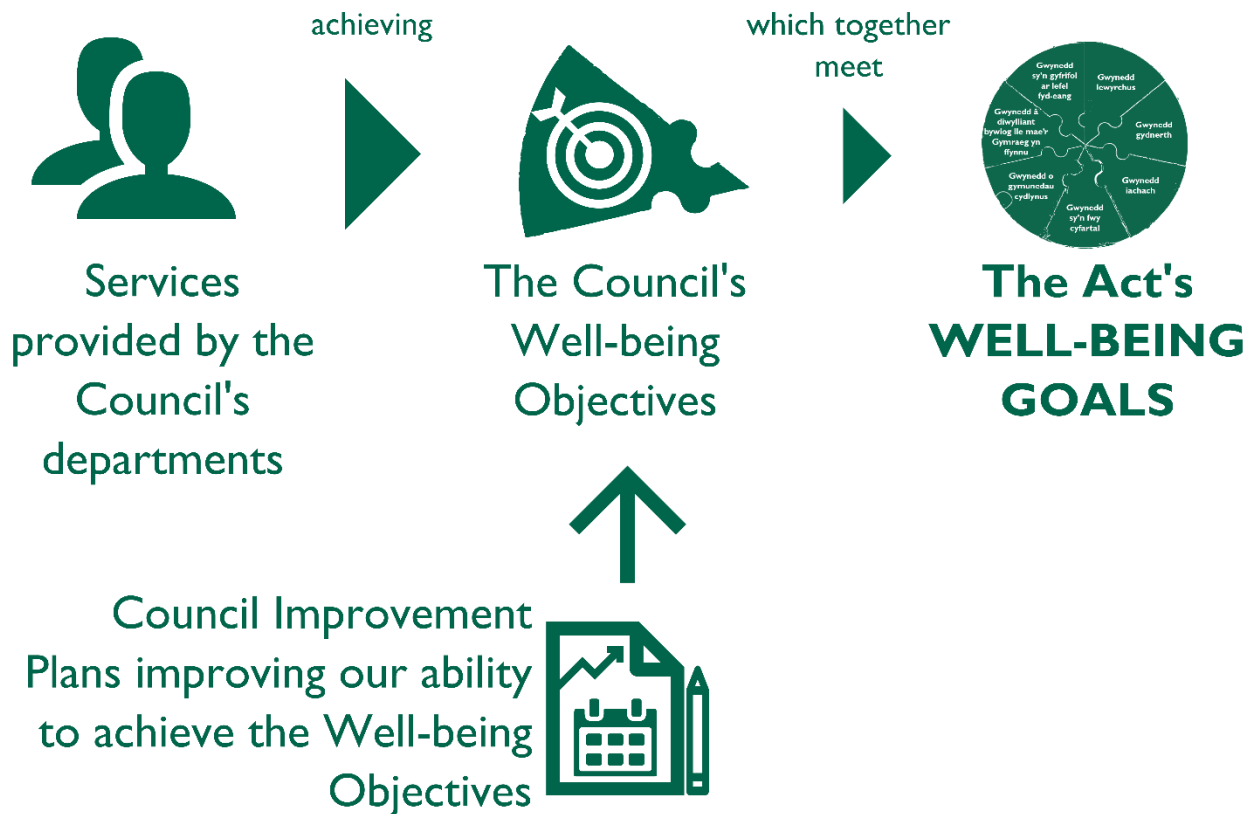 achieving
which together
meet
Gwynedd
sy'n gyfrifol
ar lefel
fyd-eang
Gwynedd
lewyrchus
Gwynedd â
diwylliant
bywiog lle mae'r
Gymraeg yn
ffynnu
Gwynedd
gydnerth
Gwynedd o
gymunedau
cydlynus
Gwynedd
iachach
Gwynedd
sy'n fwy
cyfartal
Services
provided by the
Council's
departments
The Council's
Well-being
Objectives
The Act's
WELL-BEING
GOALS
Council Improvement
Plans improving our ability
to achieve the Well-being
Objectives